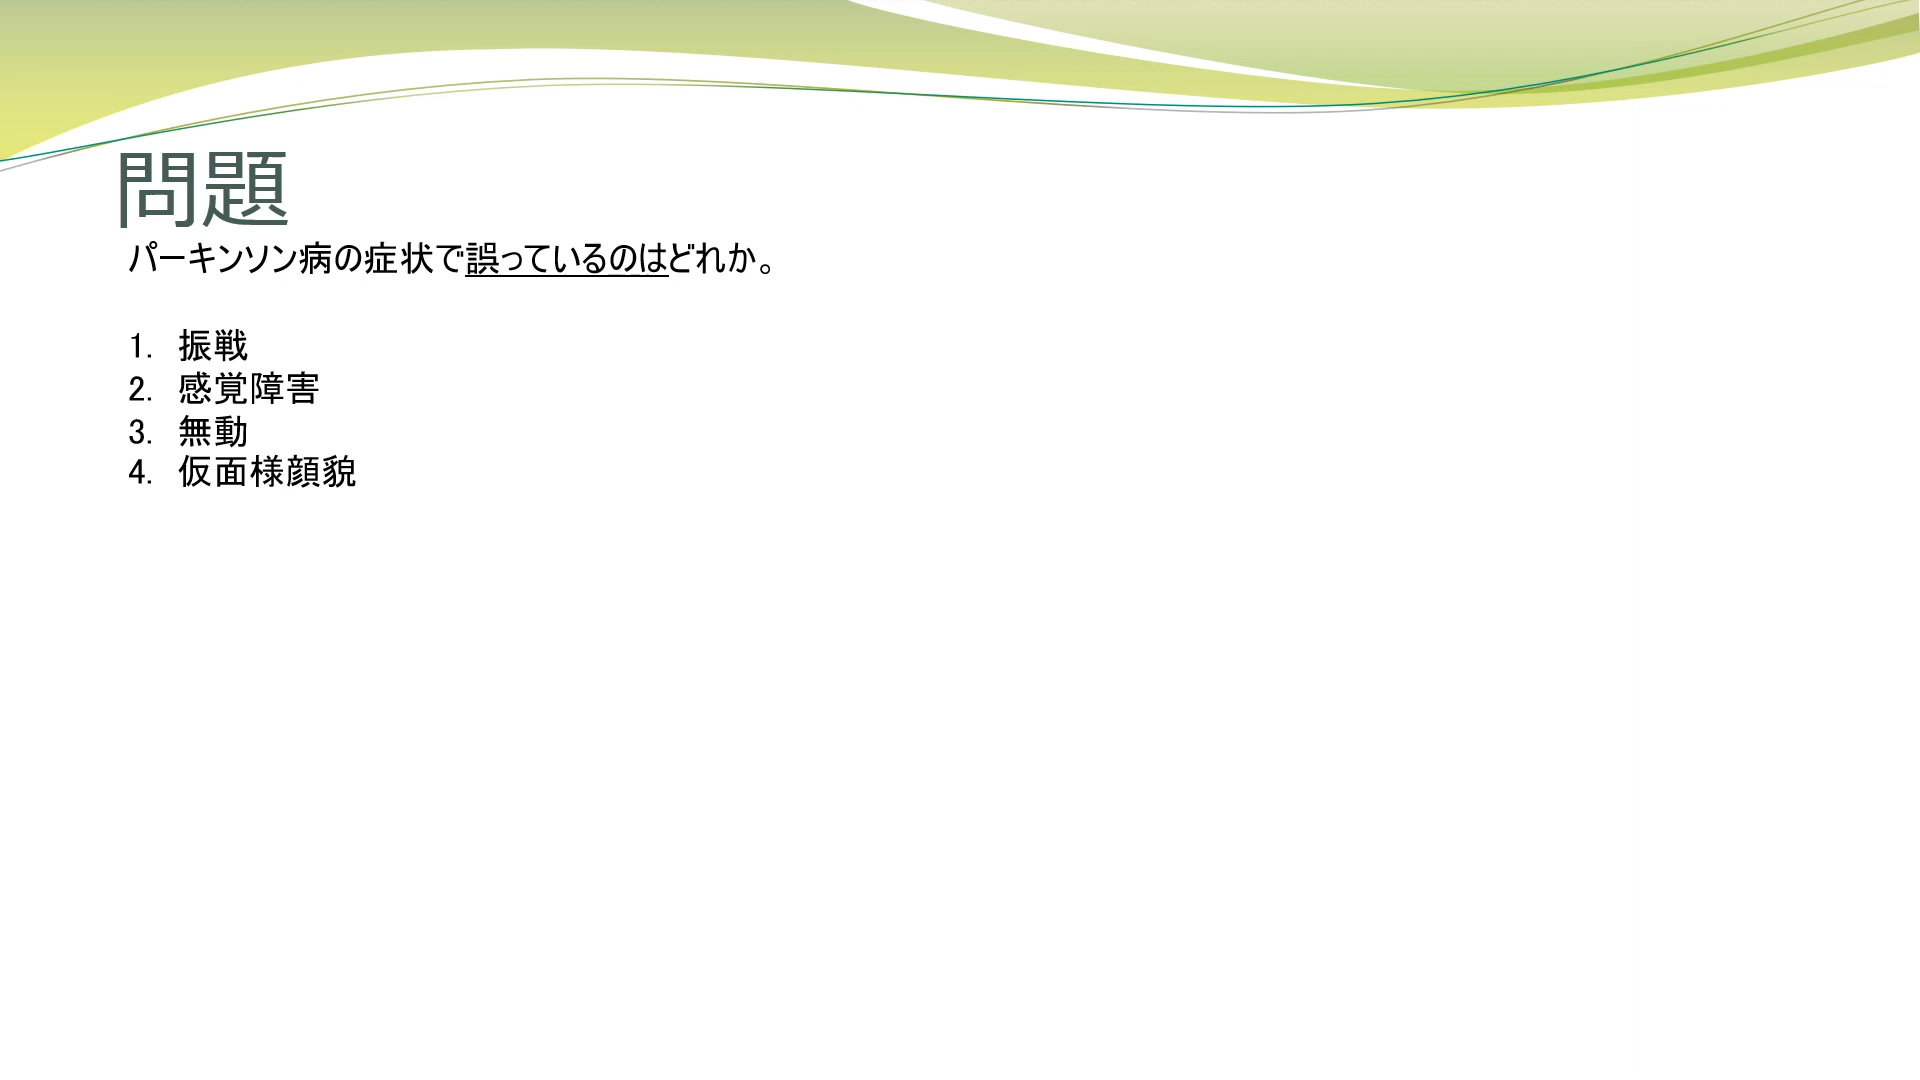 問題
パーキンソン病の症状で誤っているのはどれか。
1. 振戦
2. 感覚障害
3. 無動
4. 仮面様顔貌